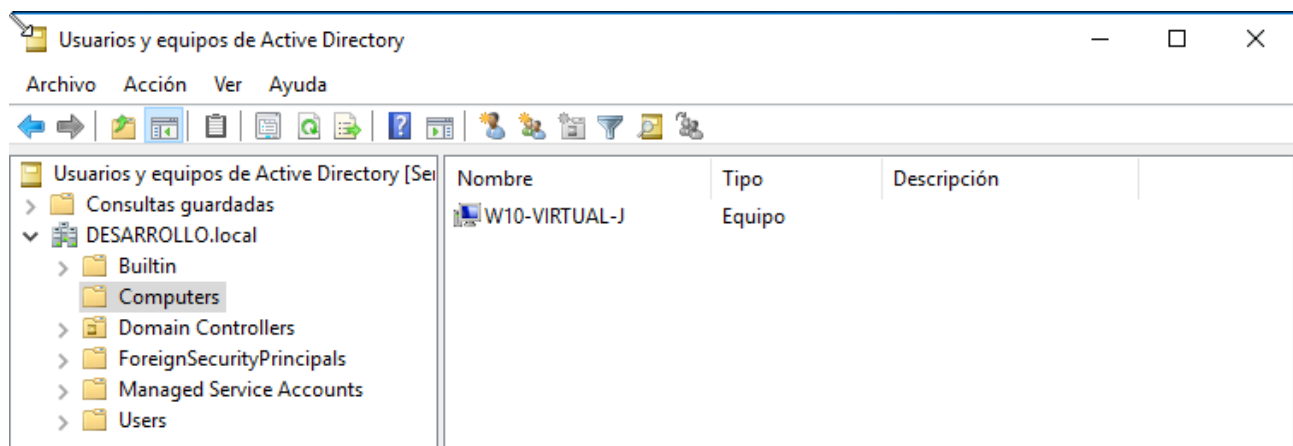 Usuarios y equipos de Active Directory
Archivo Acción Ver Ayuda
Usuarios y equipos de Active Directory [Ser
Consultas guardadas
DESARROLLO.local
Builtin
Computers
Domain Controllers
ForeignSecurityPrincipals
Managed Service Accounts
Users
Nombre Tipo Descripción
W10-VIRTUAL-J Equipo